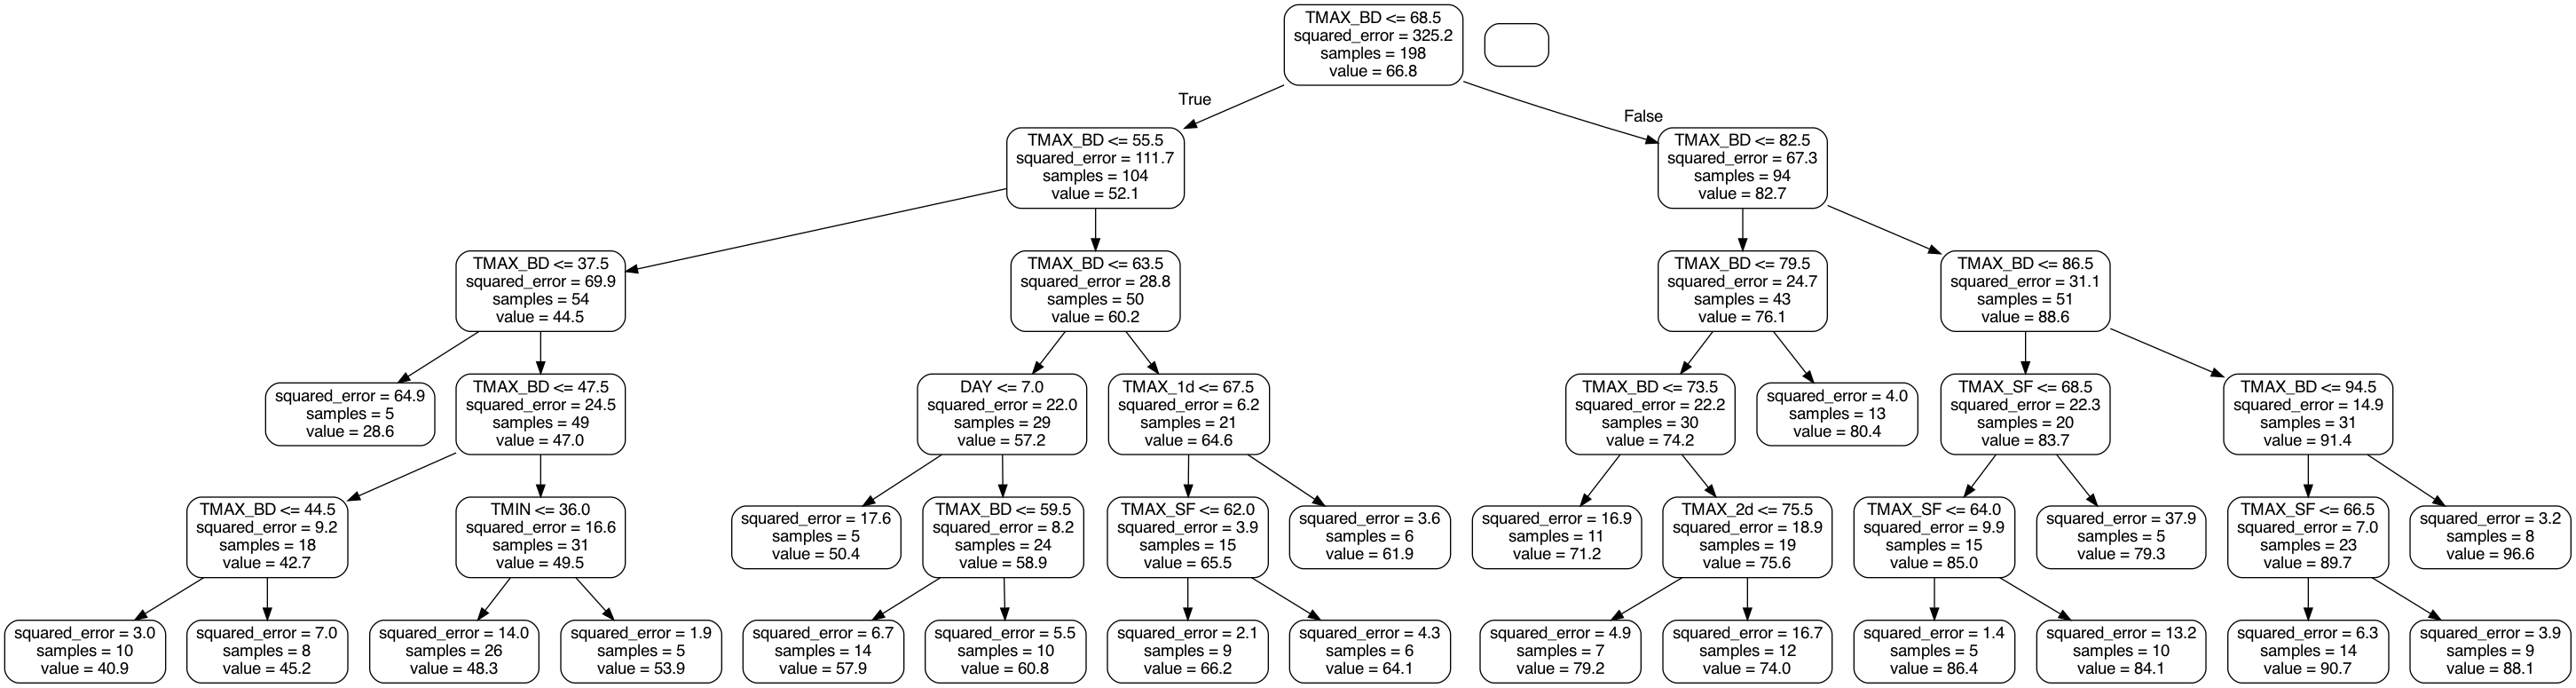 TMAX_BD <= 68.5
squared_error = 325.2
samples = 198
value = 66.8
True
False
TMAX_BD <= 55.5
squared_error = 111.7
samples = 104
value = 52.1
TMAX_BD <= 82.5
squared_error = 67.3
samples = 94
value = 82.7
TMAX_BD <= 37.5
squared_error = 69.9
samples = 54
value = 44.5
TMAX_BD <= 63.5
squared_error = 28.8
samples = 50
value = 60.2
TMAX_BD <= 79.5
squared_error = 24.7
samples = 43
value = 76.1
TMAX_BD <= 86.5
squared_error = 31.1
samples = 51
value = 88.6
squared_error = 64.9
samples = 5
value = 28.6
TMAX_BD <= 47.5
squared_error = 24.5
samples = 49
value = 47.0
DAY <= 7.0
squared_error = 22.0
samples = 29
value = 57.2
TMAX_1d <= 67.5
squared_error = 6.2
samples = 21
value = 64.6
TMAX_BD <= 73.5
squared_error = 22.2
samples = 30
value = 74.2
squared_error = 4.0
samples = 13
value = 80.4
TMAX_SF <= 68.5
squared_error = 22.3
samples = 20
value = 83.7
TMAX_BD <= 94.5
squared_error = 14.9
samples = 31
value = 91.4
TMAX_BD <= 44.5
squared_error = 9.2
samples = 18
value = 42.7
TMIN <= 36.0
squared_error = 16.6
samples = 31
value = 49.5
squared_error = 17.6
samples = 5
value = 50.4
TMAX_BD <= 59.5
squared_error = 8.2
samples = 24
value = 58.9
TMAX_SF <= 62.0
squared_error = 3.9
samples = 15
value = 65.5
squared_error = 3.6
samples = 6
value = 61.9
squared_error = 16.9
samples = 11
value = 71.2
TMAX_2d <= 75.5
squared_error = 18.9
samples = 19
value = 75.6
TMAX_SF <= 64.0
squared_error = 9.9
samples = 15
value = 85.0
squared_error = 37.9
samples = 5
value = 79.3
TMAX_SF <= 66.5
squared_error = 7.0
samples = 23
value = 89.7
squared_error = 3.2
samples = 8
value = 96.6
squared_error = 3.0
samples = 10
value = 40.9
squared_error = 7.0
samples = 8
value = 45.2
squared_error = 14.0
samples = 26
value = 48.3
squared_error = 1.9
samples = 5
value = 53.9
squared_error = 6.7
samples = 14
value = 57.9
squared_error = 5.5
samples = 10
value = 60.8
squared_error = 2.1
samples = 9
value = 66.2
squared_error = 4.3
samples = 6
value = 64.1
squared_error = 4.9
samples = 7
value = 79.2
squared_error = 16.7
samples = 12
value = 74.0
squared_error = 1.4
samples = 5
value = 86.4
squared_error = 13.2
samples = 10
value = 84.1
squared_error = 6.3
samples = 14
value = 90.7
squared_error = 3.9
samples = 9
value = 88.1